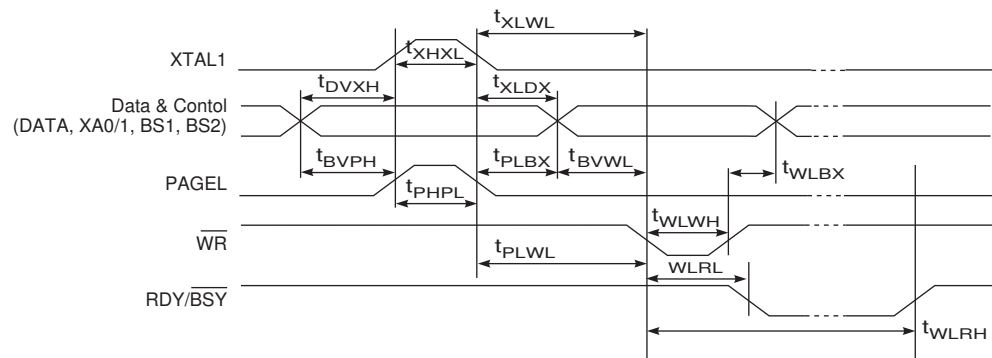 tXLWL
XTAL1
tXHXL
tDVXH
tXLDX
Data & Contol
(DATA, XA0/1, BS1, BS2)
tBVPH
tPLBX
tBVWL
tWLBX
PAGEL
tPHPL
WR
tWLWH
tPLWL
WLRL
RDY/BSY
tWLRH